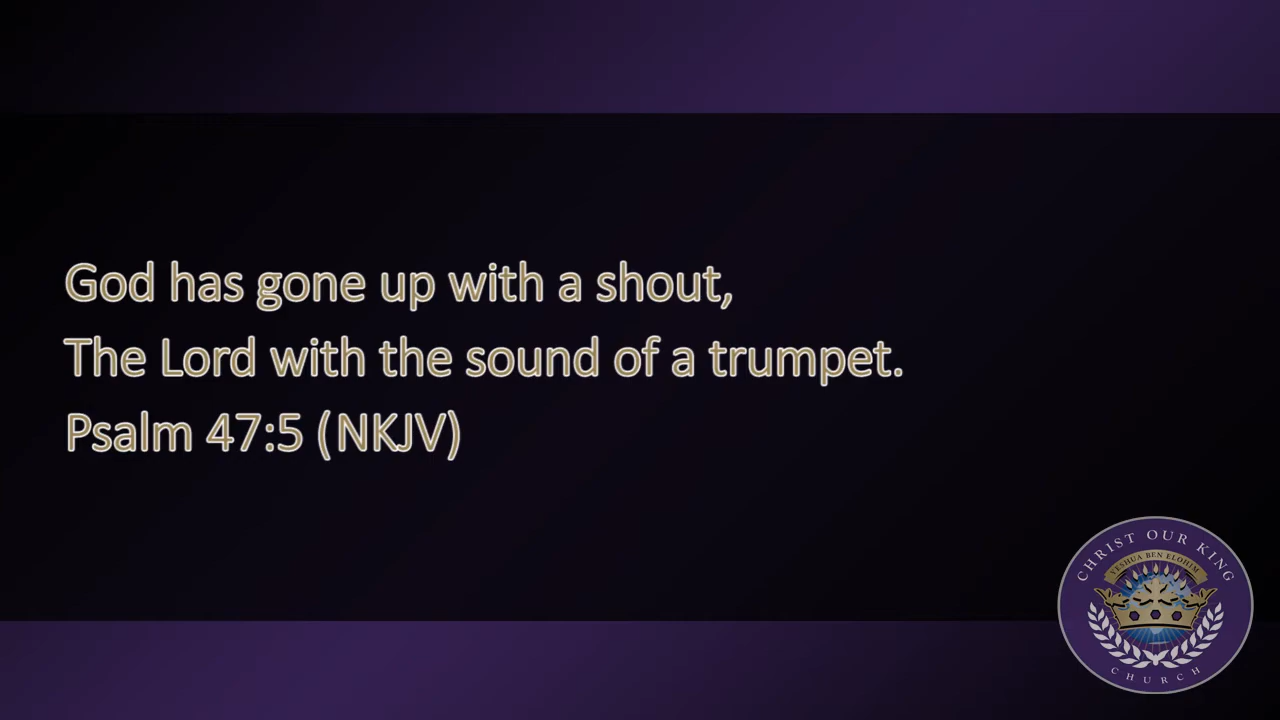 God has gone up with a shout,
The Lord with the sound of a trumpet.
Psalm 47:5 (NKJV)
CHRIST OUR KING
YESHUA BEN ELOHIM
CHURCH